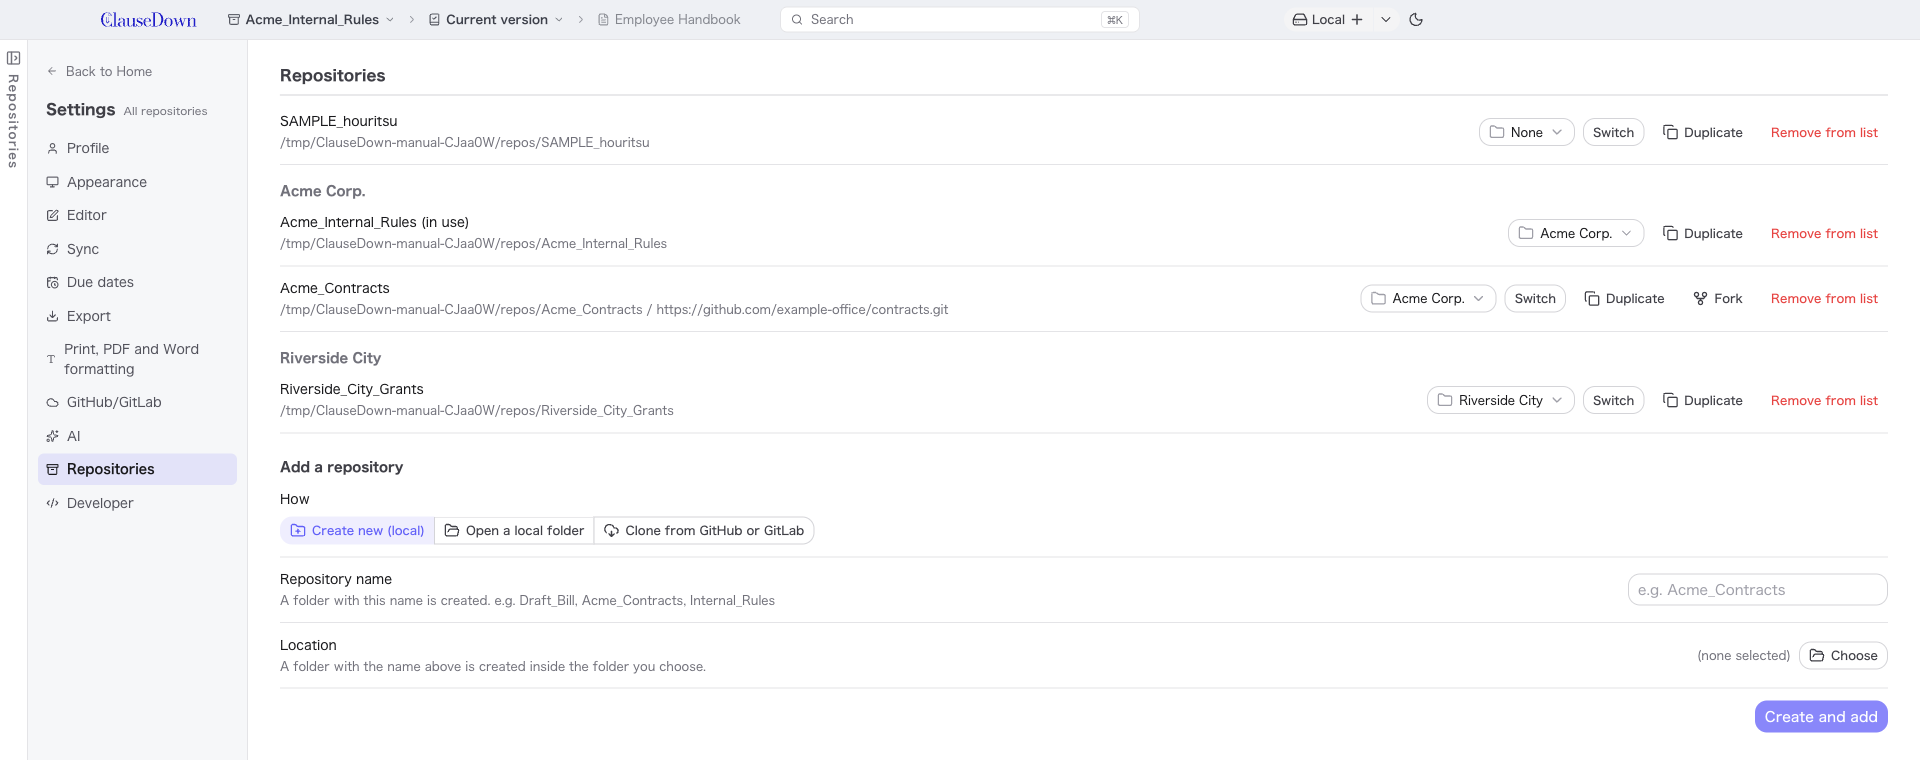 ClauseDown
Acme_Internal_Rules
Current version
Employee Handbook
Search
⌘K
Local
Repositories
Back to Home
Settings All repositories
Profile
Appearance
Editor
Sync
Due dates
Export
Print, PDF and Word
formatting
GitHub/GitLab
AI
Repositories
Developer
Repositories
SAMPLE_houritsu
/tmp/ClauseDown-manual-CJaa0W/repos/SAMPLE_houritsu
None Switch Duplicate Remove from list
Acme Corp.
Acme_Internal_Rules (in use)
/tmp/ClauseDown-manual-CJaa0W/repos/Acme_Internal_Rules
Acme Corp. Duplicate Remove from list
Acme_Contracts
/tmp/ClauseDown-manual-CJaa0W/repos/Acme_Contracts / https://github.com/example-office/contracts.git
Acme Corp. Switch Duplicate Fork Remove from list
Riverside City
Riverside_City_Grants
/tmp/ClauseDown-manual-CJaa0W/repos/Riverside_City_Grants
Riverside City Switch Duplicate Remove from list
Add a repository
How
Create new (local) Open a local folder Clone from GitHub or GitLab
Repository name
A folder with this name is created. e.g. Draft_Bill, Acme_Contracts, Internal_Rules
e.g. Acme_Contracts
Location
A folder with the name above is created inside the folder you choose.
(none selected) Choose
Create and add